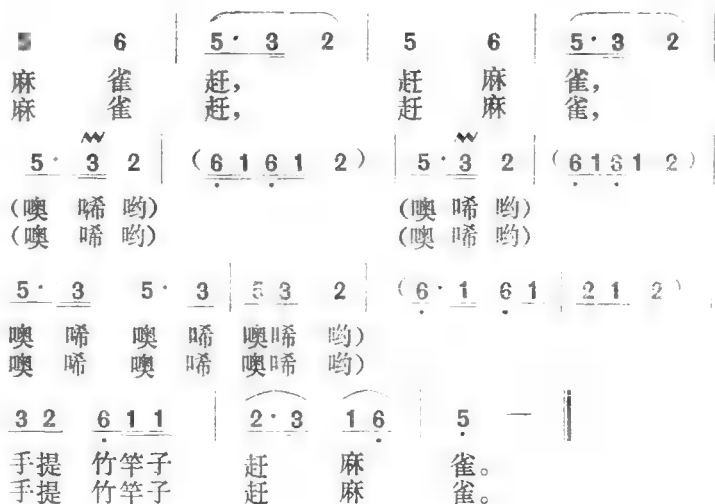 5 6 | 5· 3 2 | 5 6 | 5· 3 2 |
麻 雀 赶, 赶 麻 雀,
麻 雀 赶, 赶 麻 雀,
5· 3 2 | (6 1 6 1 2) | 5· 3 2 | (6 1 6 1 2) |
(噢 唏 哟) (噢 唏 哟)
(噢 唏 哟) (噢 唏 哟)
5· 3 5· 3 | 5 3 2 | (6· 1 6 1 | 2 1 2)
噢 唏 噢 唏 噢唏 哟)
噢 唏 噢 唏 噢唏 哟)
3 2 6 1 1 | 2· 3 1 6 | 5 — ‖
手提 竹竿子 赶 麻 雀。
手提 竹竿子 赶 麻 雀。